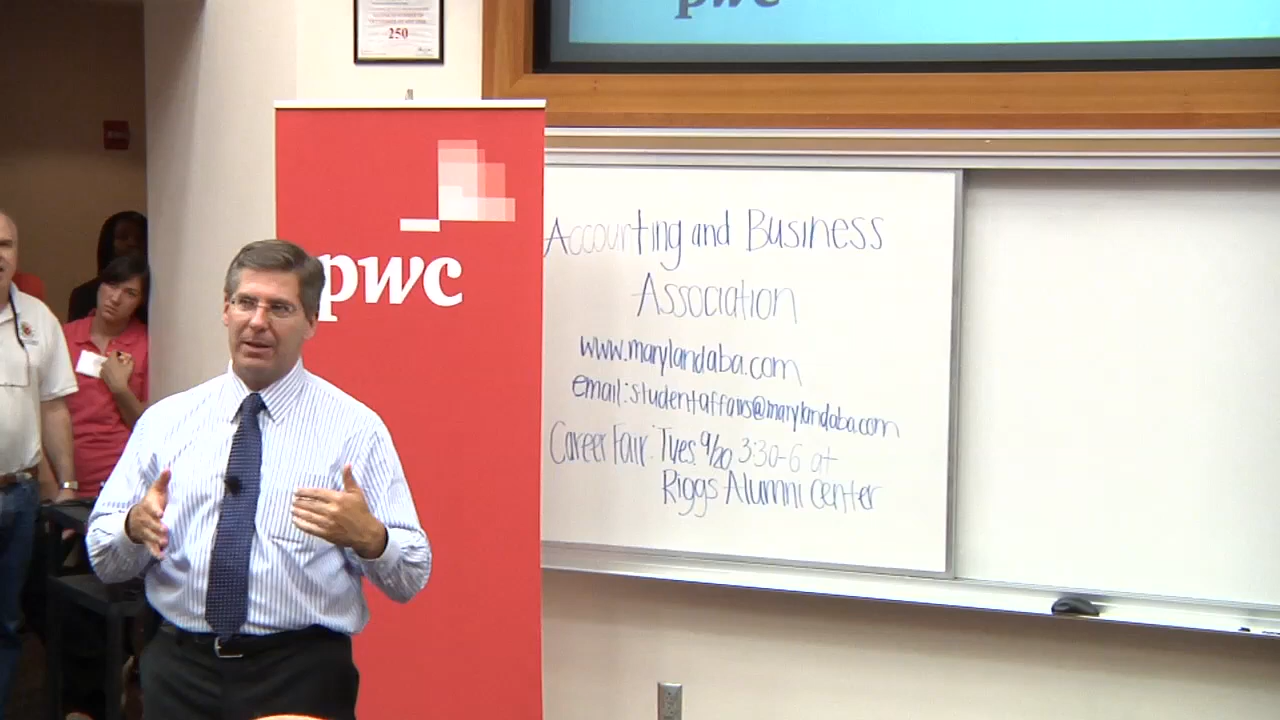 250
pwc
pwc
Accounting and Business
Association
www.marylandaba.com
email:studentaffairs@marylandaba.com
Career Fair: Tues. 9/20 3:30-6 at
Riggs Alumni Center